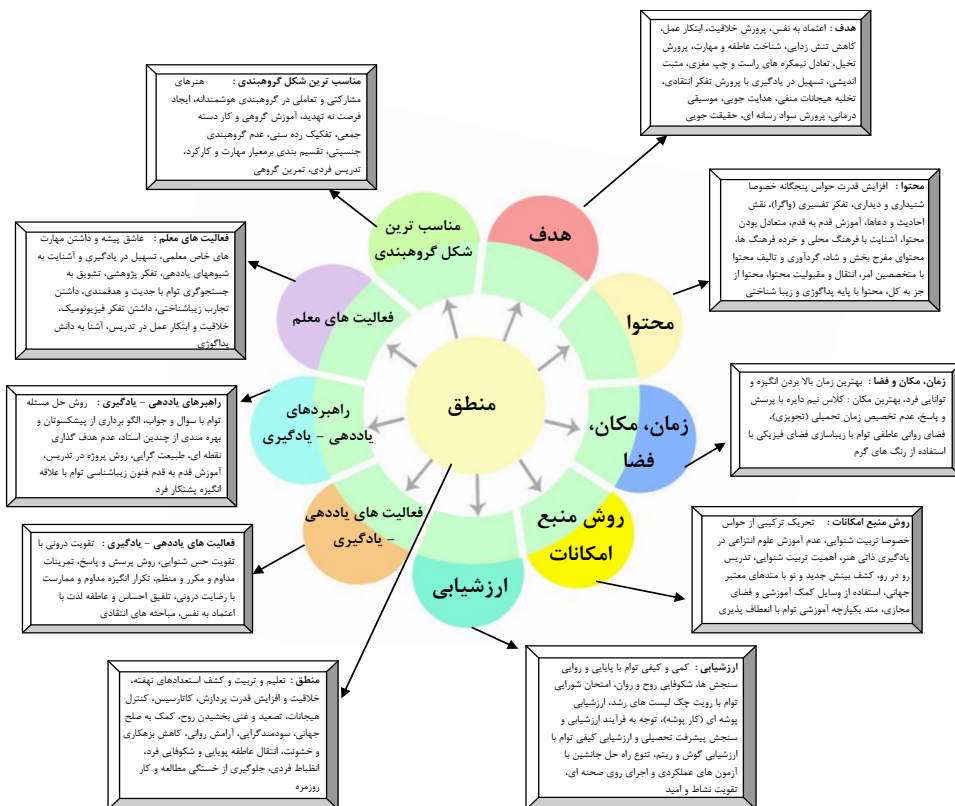 هدف : اعتماد به نفس، پرورش خلاقیت، ابتکار عمل،
کاهش تنش زدایی، شناخت عاطفه و مهارت، پرورش
تخیل، تعادل نیمکره های راست و چپ مغزی، مثبت
اندیشی، تسهیل در یادگیری با پرورش تفکر انتقادی،
تخلیه هیجانات منفی، هدایت جویی، موسیقی
درمانی، پرورش سواد رسانه ای، حقیقت جویی
مناسب ترین شکل گروهبندی : هنرهای
مشارکتی و تعاملی در گروهبندی هوشمندانه، ایجاد
فرصت نه تهدید، آموزش گروهی و کار دسته
جمعی، تفکیک رده سنی، عدم گروهبندی
جنسیتی، تقسیم بندی برمعیار مهارت و کارکرد،
تدریس فردی، تمرین گروهی
محتوا : افزایش قدرت حواس پنجگانه خصوصا
شنیداری و دیداری، تفکر تفسیری (واگرا)، نقش
احادیث و دعاها، آموزش قدم به قدم، متعادل بودن
محتوا، آشنایت با فرهنگ محلی و خرده فرهنگ ها،
محتوای مفرح بخش و شاد، گردآوری و تالیف محتوا
با متخصصین امر، انتقال و مقبولیت محتوا، محتوا از
جز به کل، محتوا با پایه پداگوژی و زیبا شناختی
فعالیت های معلم : عاشق پیشه و داشتن مهارت
های خاص معلمی، تسهیل در یادگیری و آشنایت به
شیوههای یاددهی، تفکر پژوهشی، تشویق به
جستجوگری توام با جدیت و هدفمندی، داشتن
تجارب زیباشناختی، داشتن تفکر فیزیونومیک،
خلاقیت و ابتکار عمل در تدریس، آشنا به دانش
پداگوژی
زمان، مکان و فضا : بهترین زمان بالا بردن انگیزه و
توانایی فرد، بهترین مکان : کلاس نیم دایره با پرسش
و پاسخ، عدم تخصیص زمان تحمیلی (تجویزی)،
فضای روانی عاطفی توام با زیباسازی فضای فیزیکی با
استفاده از رنگ های گرم
راهبرهای یاددهی – یادگیری : روش حل مسئله
توام با سوال و جواب، الگو برداری از پیشکسوتان و
بهره مندی از چندین استاد، عدم هدف گذاری
نقطه ای، طبیعت گرایی، روش پروژه در تدریس،
آموزش قدم به قدم فنون زیباشناسی توام با علاقه
انگیزه پشتکار فرد
روش منبع امکانات : تحریک ترکیبی از حواس
خصوصا تربیت شنوایی، عدم آموزش علوم انتزاعی در
یادگیری ذاتی هنر، اهمیت تربیت شنوایی، تدریس
رو در رو، کشف بینش جدید و نو با متدهای معتبر
جهانی، استفاده از وسایل کمک آموزشی و فضای
مجازی، متد یکپارچه آموزشی توام با انعطاف پذیری
فعالیت های یاددهی – یادگیری : تقویت درونی با
تقویت حس شنوایی، روش پرسش و پاسخ، تمرینات
مداوم و مکرر و منظم، تکرار انگیزه مداوم و ممارست
با رضایت درونی، تلفیق احساس و عاطفه لذت با
اعتماد به نفس، مباحثه های انتقادی
ارزشیابی : کمی و کیفی توام با پایایی و روایی
سنجش ها، شکوفایی روح و روان، امتحان شورایی
توام با رویت چک لیست های رشد، ارزشیابی
پوشه ای (کار پوشه)، توجه به فرآیند ارزشیابی و
سنجش پیشرفت تحصیلی و ارزشیابی کیفی توام با
ارزشیابی گوش و ریتم، تنوع راه حل جانشین با
آزمون های عملکردی و اجرای روی صحنه ای،
تقویت نشاط و امید
منطق : تعلیم و تربیت و کشف استعدادهای نهفته،
خلاقیت و افزایش قدرت پردازش، کاتارسیس، کنترل
هیجانات، تصعید و غنی بخشیدن روح، کمک به صلح
جهانی، سودمندگرایی، آرامش روانی، کاهش بزهکاری
و خشونت، انتقال عاطفه پویایی و شکوفایی فرد،
انظباط فردی، جلوگیری از خستگی مطالعه و کار
روزمره
هدف
محتوا
زمان، مکان،
فضا
روش منبع
امکانات
ارزشیابی
فعالیت های یاددهی
– یادگیری
راهبردهای
یاددهی – یادگیری
فعالیت های معلم
مناسب ترین
شکل گروهبندی
منطق